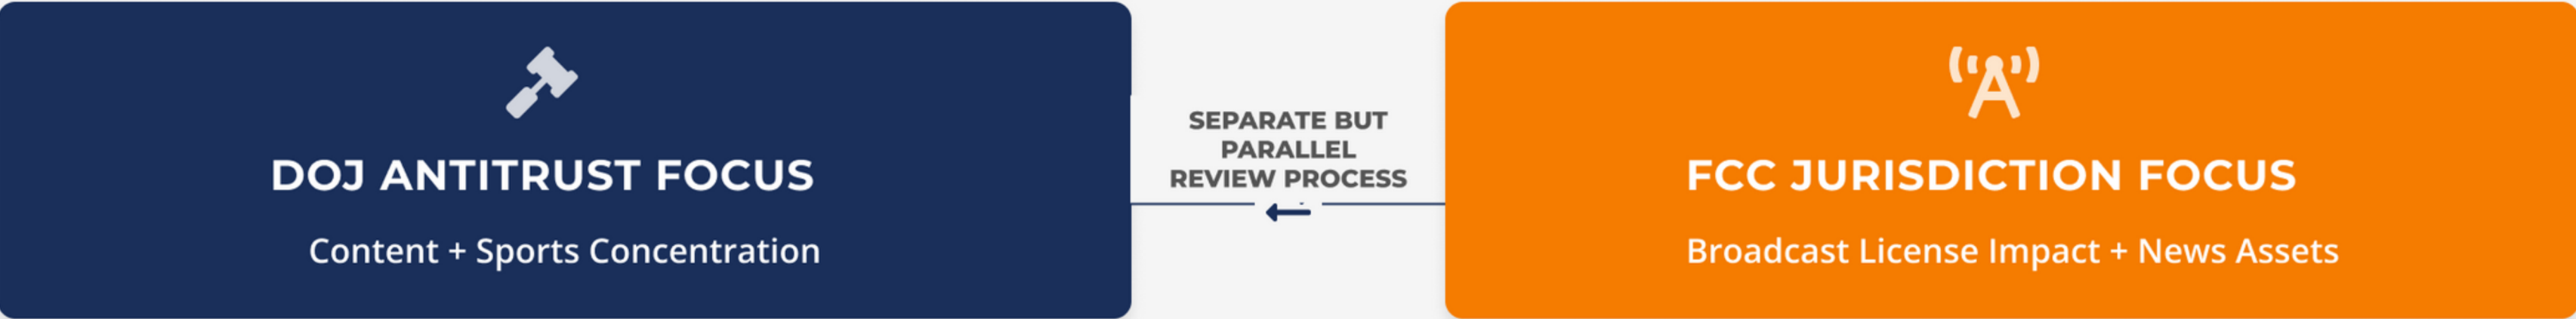 DOJ ANTITRUST FOCUS
Content + Sports Concentration
SEPARATE BUT
PARALLEL
REVIEW PROCESS
FCC JURISDICTION FOCUS
Broadcast License Impact + News Assets